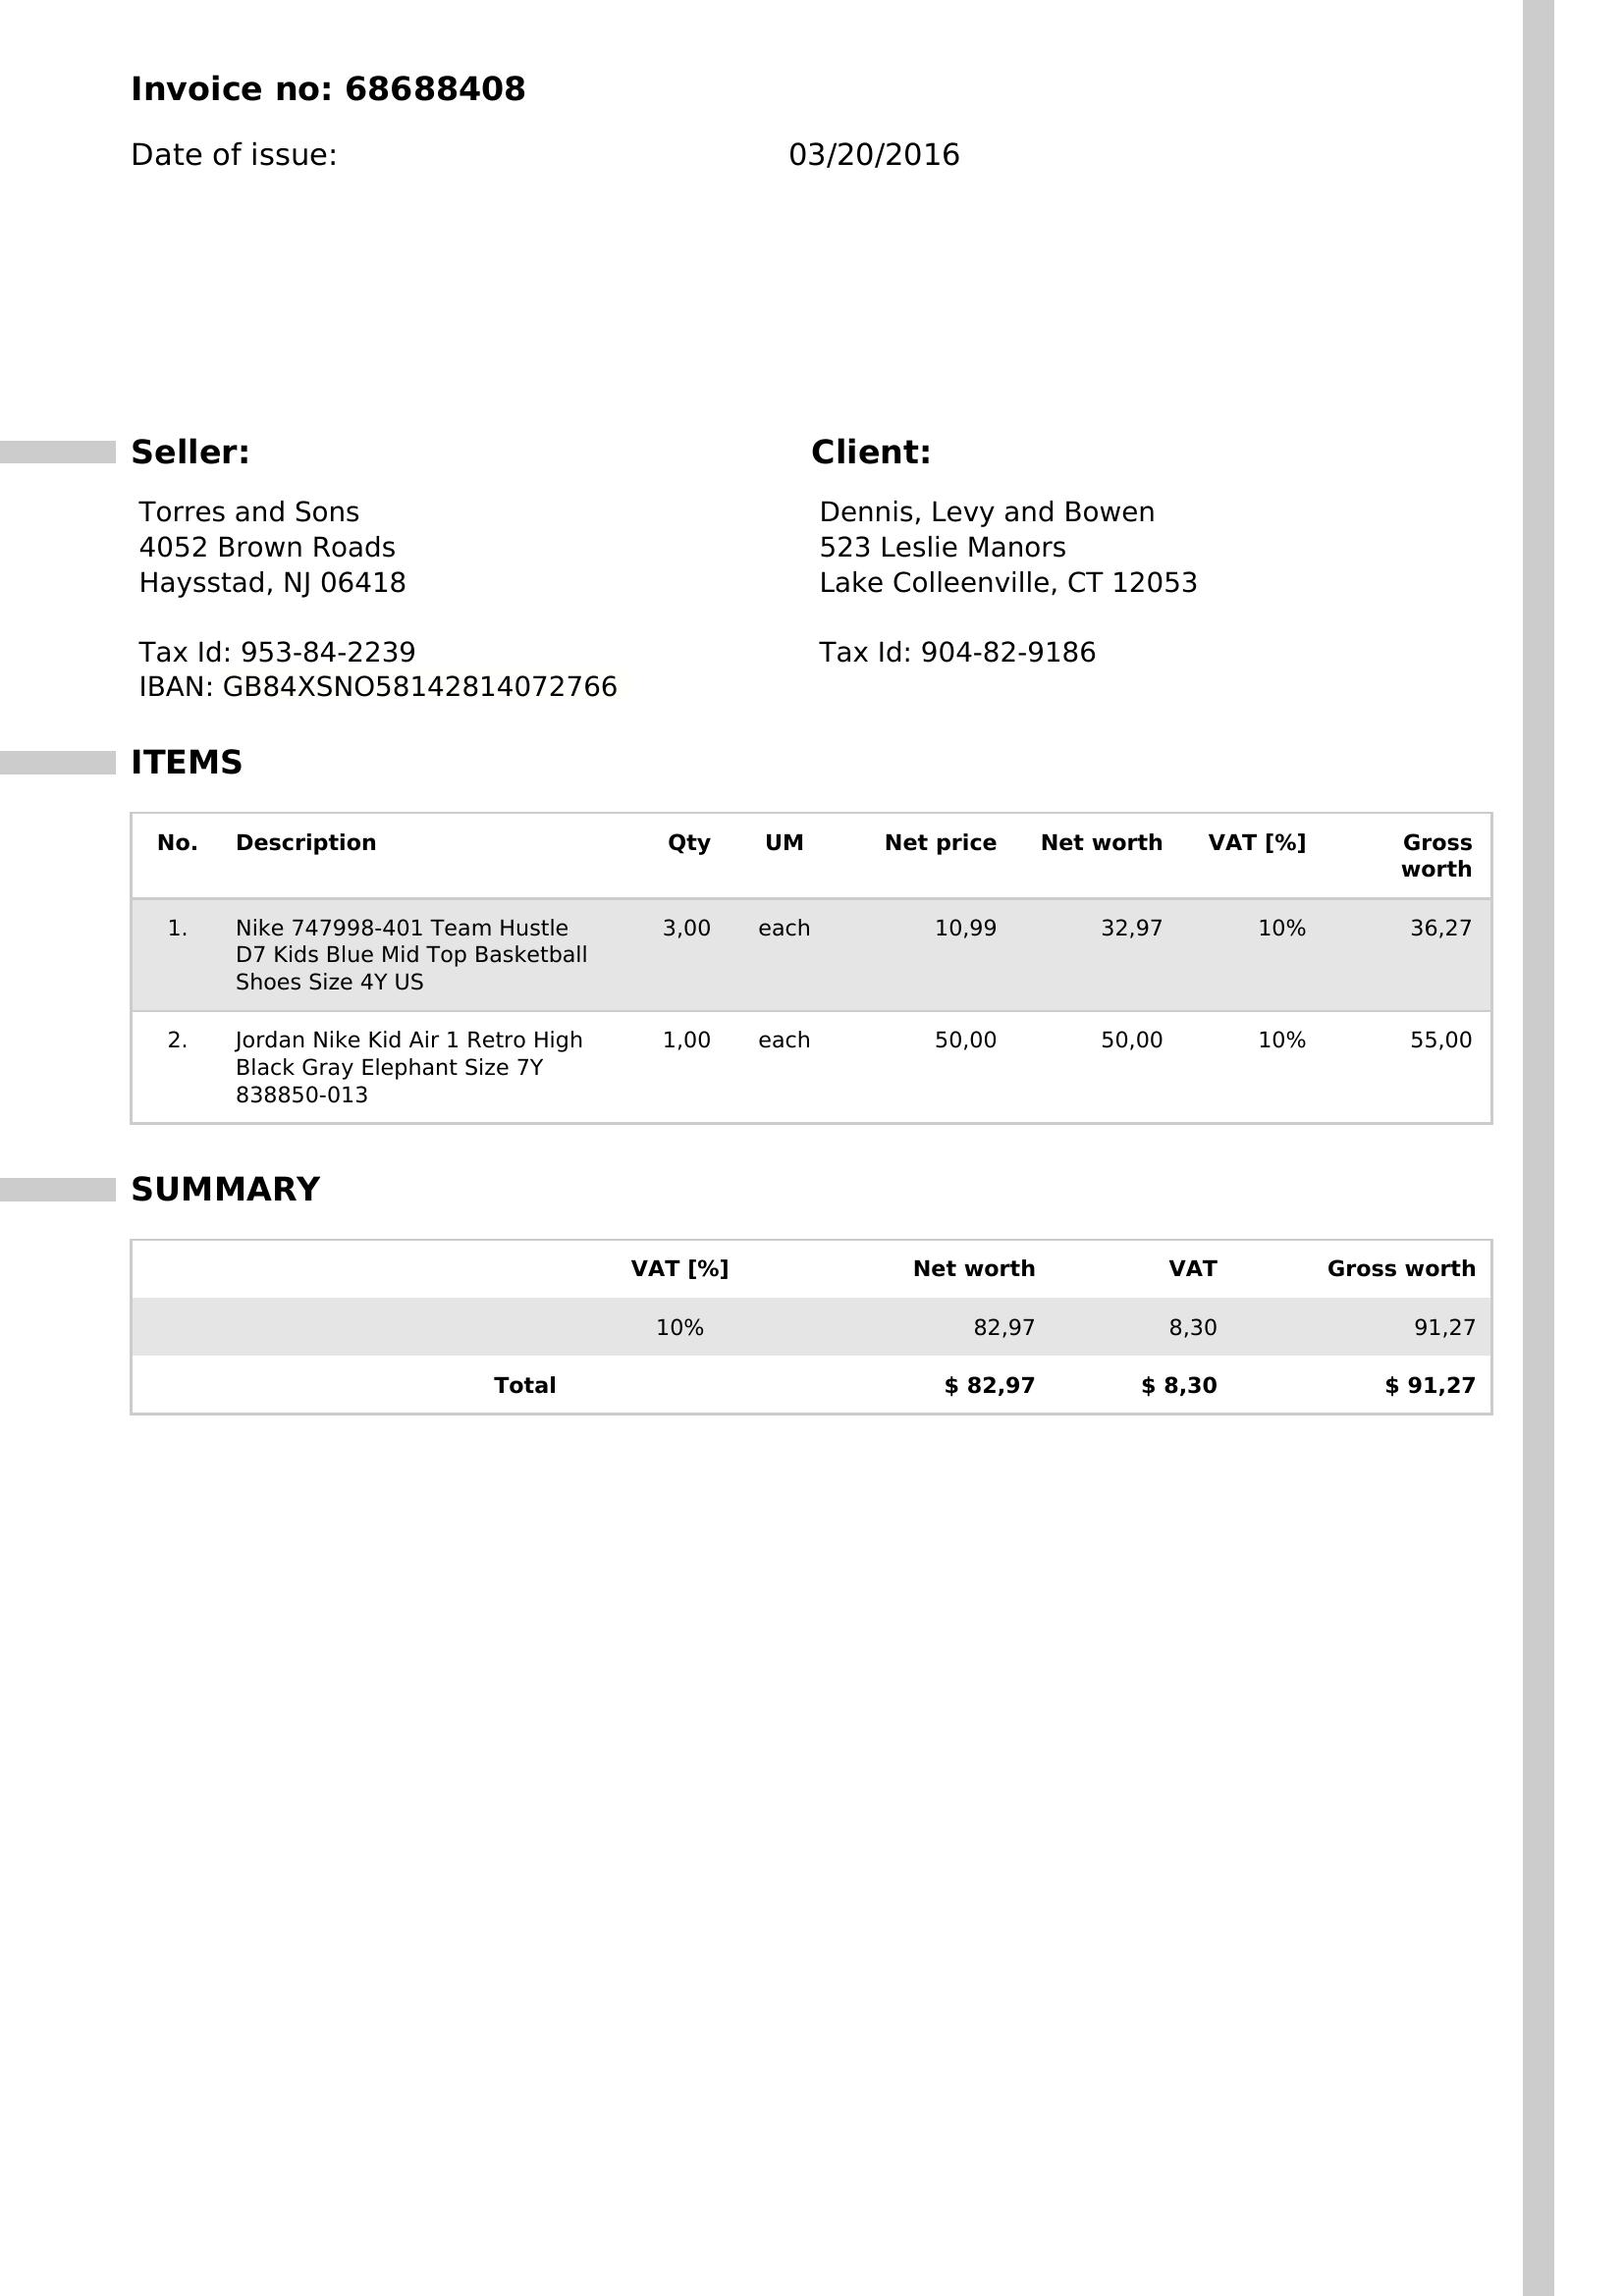 Invoice no: 68688408
Date of issue: 03/20/2016
Seller:
Torres and Sons
4052 Brown Roads
Haysstad, NJ 06418
Tax Id: 953-84-2239
IBAN: GB84XSNO58142814072766
Client:
Dennis, Levy and Bowen
523 Leslie Manors
Lake Colleenville, CT 12053
Tax Id: 904-82-9186
ITEMS
No. Description Qty UM Net price Net worth VAT [%] Gross
worth
1. Nike 747998-401 Team Hustle 3,00 each 10,99 32,97 10% 36,27
D7 Kids Blue Mid Top Basketball
Shoes Size 4Y US
2. Jordan Nike Kid Air 1 Retro High 1,00 each 50,00 50,00 10% 55,00
Black Gray Elephant Size 7Y
838850-013
SUMMARY
VAT [%] Net worth VAT Gross worth
10% 82,97 8,30 91,27
Total $ 82,97 $ 8,30 $ 91,27